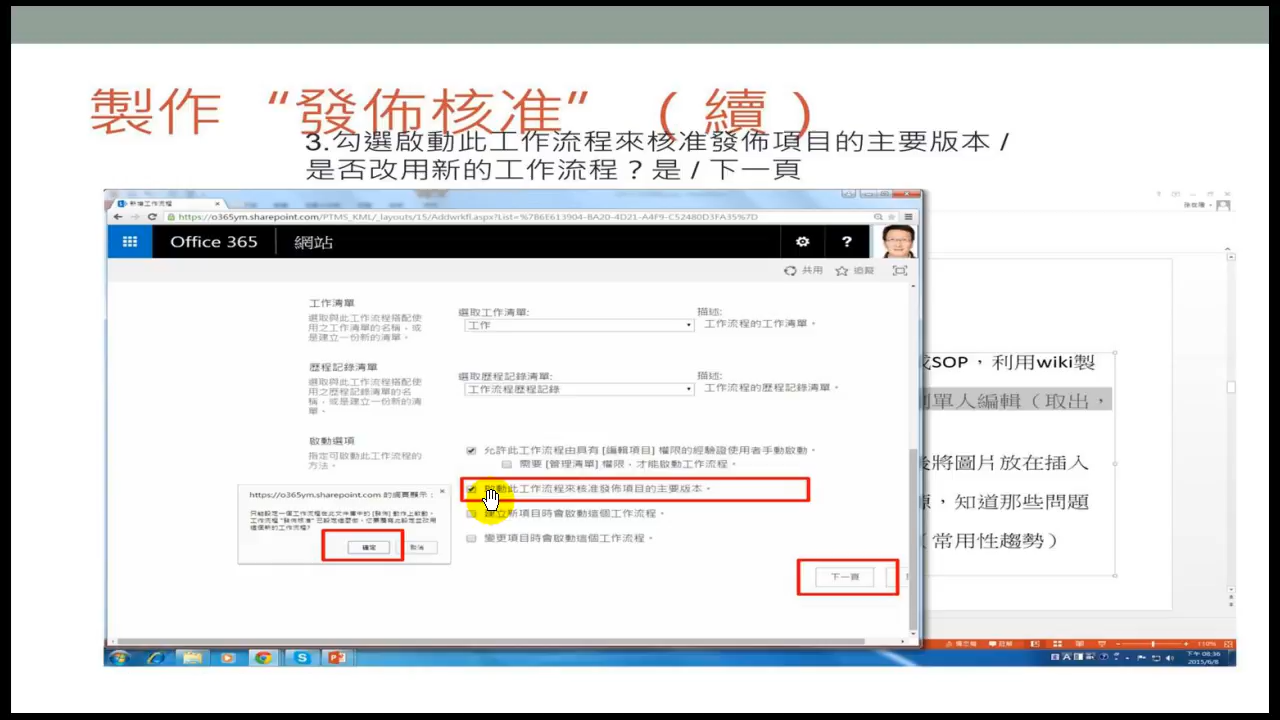 製作“發佈核准”（續）
3.勾選啟動此工作流程來核准發佈項目的主要版本 /
是否改用新的工作流程？是 / 下一頁
新增工作流程
https://o365ym.sharepoint.com/PTMS_KML/_layouts/15/Addwrkfl.aspx?List=%7B6E613904-BA20-4D21-A4F9-C52480D3FA35%7D
Office 365
網站
?
共用
追蹤
工作清單
選取與此工作流程搭配使
用之工作清單的名稱，或
是建立一份新的清單。
選取工作清單:
工作
描述:
工作流程的工作清單。
歷程記錄清單
選取與此工作流程搭配使
用之歷程記錄清單的名
稱，或是建立一份新的清
單。
選取歷程記錄清單:
工作流程歷程記錄
描述:
工作流程的歷程記錄清單。
啟動選項
指定可啟動此工作流程的
方法。
允許此工作流程由具有 [編輯項目] 權限的經驗證使用者手動啟動。
需要 [管理清單] 權限，才能啟動工作流程。
啟動此工作流程來核准發佈項目的主要版本。
建立新項目時會啟動這個工作流程。
變更項目時會啟動這個工作流程。
https://o365ym.sharepoint.com 的網頁顯示：
確定
取消
下一頁
SOP，利用wiki製
單人編輯（取出，
後將圖片放在插入
，知道那些問題
（常用性趨勢）
110%
下午 08:36
2015/6/8